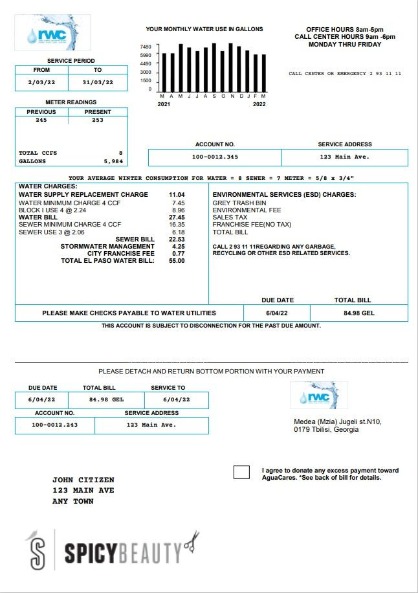 rwc
YOUR MONTHLY WATER USE IN GALLONS
OFFICE HOURS 8am-5pm
CALL CENTER HOURS 9am -6pm
MONDAY THRU FRIDAY
CALL CENTER OR EMERGENCY 2 93 11 11
SERVICE PERIOD
FROM TO
2/03/22 31/03/22
METER READINGS
PREVIOUS PRESENT
245 253
TOTAL CCFS 8
GALLONS 5,984
7480
5990
4490
3000
1500
0
M A M J J A S O N D J F M
2021 2022
ACCOUNT NO. SERVICE ADDRESS
100-0012.345 123 Main Ave.
YOUR AVERAGE WINTER CONSUMPTION FOR WATER = 8 SEWER = 7 METER = 5/8 x 3/4"
WATER CHARGES:
WATER SUPPLY REPLACEMENT CHARGE 11.04
WATER MINIMUM CHARGE 4 CCF 7.45
BLOCK I USE 4 @ 2.24 8.96
WATER BILL 27.45
SEWER MINIMUM CHARGE 4 CCF 16.35
SEWER USE 3 @ 2.06 6.18
SEWER BILL 22.53
STORMWATER MANAGEMENT 4.25
CITY FRANCHISE FEE 0.77
TOTAL EL PASO WATER BILL: 55.00
ENVIRONMENTAL SERVICES (ESD) CHARGES:
GREY TRASH BIN
ENVIRONMENTAL FEE
SALES TAX
FRANCHISE FEE(NO TAX)
TOTAL BILL
CALL 2 93 11 11REGARDING ANY GARBAGE,
RECYCLING OR OTHER ESD RELATED SERVICES.
DUE DATE TOTAL BILL
PLEASE MAKE CHECKS PAYABLE TO WATER UTILITIES 6/04/22 84.98 GEL
THIS ACCOUNT IS SUBJECT TO DISCONNECTION FOR THE PAST DUE AMOUNT.
PLEASE DETACH AND RETURN BOTTOM PORTION WITH YOUR PAYMENT
DUE DATE TOTAL BILL SERVICE TO
6/04/22 84.98 GEL 6/04/22
ACCOUNT NO. SERVICE ADDRESS
100-0012.243 123 Main Ave.
rwc
Medea (Mzia) Jugeli st.N10,
0179 Tbilisi, Georgia
I agree to donate any excess payment toward
AguaCares. *See back of bill for details.
JOHN CITIZEN
123 MAIN AVE
ANY TOWN
S SPICYBEAUTY